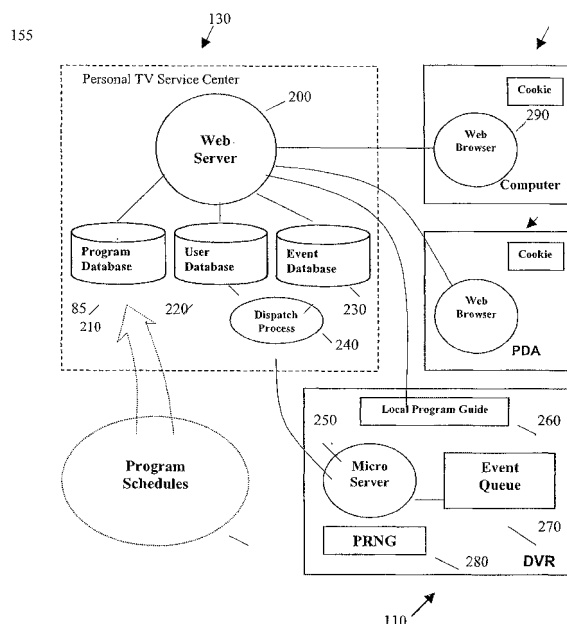 155
130
Personal TV Service Center
200
Web
Server
Program
Database
User
Database
Event
Database
85
210
220
230
Dispatch
Process
240
Program
Schedules
Cookie
290
Web
Browser
Computer
Cookie
Web
Browser
PDA
Local Program Guide
250
260
Micro
Server
Event
Queue
270
PRNG
280
DVR
110